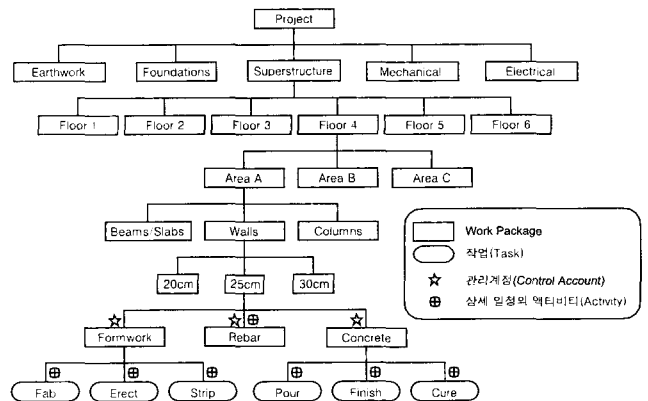 Project
Earthwork Foundations Superstructure Mechanical Electrical
Floor 1 Floor 2 Floor 3 Floor 4 Floor 5 Floor 6
Area A Area B Area C
Beams/Slabs Walls Columns
Work Package
작업(Task)
20cm 25cm 30cm
관리계정(Control Account)
상세 일정의 액티비티(Activity)
Formwork Rebar Concrete
Fab Erect Strip Pour Finish Cure